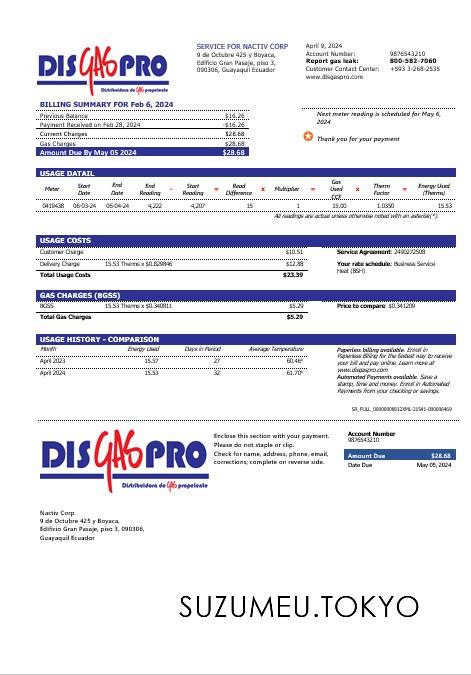 DISGASPRO
Distribuidora de Gas propelente
SERVICE FOR NACTIV CORP
9 de Octubre 425 y Boyaca,
Edificio Gran Pasaje, piso 3,
090306, Guayaquil Ecuador
April 9, 2024
Account Number: 9876543210
Report gas leak: 800-582-7060
Customer Contact Center: +593 3-268-2535
www.disgaspro.com
BILLING SUMMARY FOR Feb 6, 2024
Previous Balance $16.26
Payment Received on Feb 28, 2024 -$16.26
Current Charges $28.68
Gas Charges $28.68
Amount Due By May 05 2024 $28.68
Next meter reading is scheduled for May 6,
2024
Thank you for your payment
USAGE DATAIL
Meter Start Date End Date End Reading - Start Reading = Read Difference x Multiplier = Gas Used CCF x Therm Factor = Energy Used (Therms)
0419438 06-03-24 06-04-24 4,222 4,207 15 1 15.00 1.0350 15.53
All readings are actual unless otherwise noted with an asterisk(*).
USAGE COSTS
Customer Charge $10.51
Delivery Charge 15.53 Therms x $0.829846 $12.88
Total Usage Costs $23.39
Service Agreement: 2490272508
Your rate schedule: Business Service
Heat (BSH)
GAS CHARGES (BGSS)
BGSS 15.53 Therms x $0.340811 $5.29
Total Gas Charges $5.29
Price to compare: $0.341209
USAGE HISTORY - COMPARISON
Month Energy Used Days in Period Average Temperature
April 2023 15.57 27 60.46°
April 2024 15.53 32 61.70°
Paperless billing available. Enroll in
Paperless Billing for the fastest way to receive
your bill and pay online. Learn more at
www.disgaspro.com
Automated Payments available. Save a
stamp, time and money. Enroll in Automated
Payments from your checking or savings.
DISGASPRO
Distribuidora de Gas propelente
Enclose this section with your payment.
Please do not staple or clip.
Check for name, address, phone, email,
corrections; complete on reverse side.
Account Number
9876543210
Amount Due $28.68
Date Due May 05, 2024
Nactiv Corp
9 de Octubre 425 y Boyaca,
Edificio Gran Pasaje, piso 3, 090306,
Guayaquil Ecuador
SUZUMEU.TOKYO